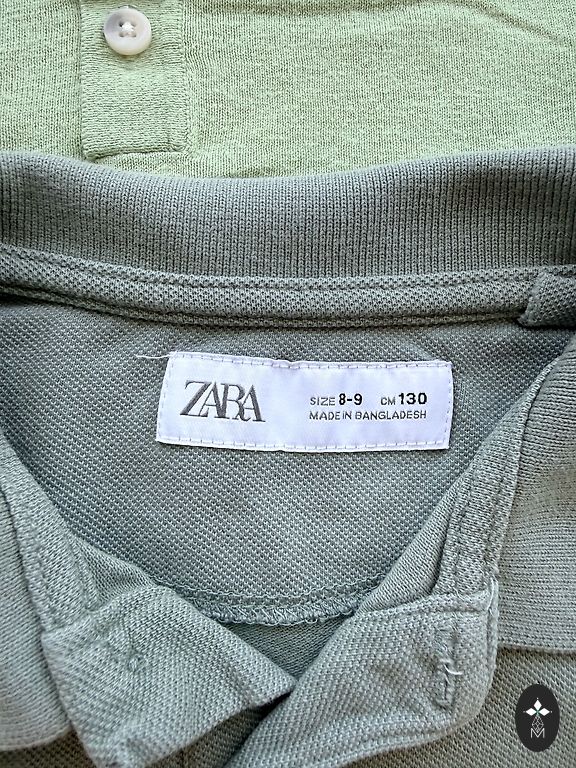 ZARA
SIZE 8-9 CM 130
MADE IN BANGLADESH
M